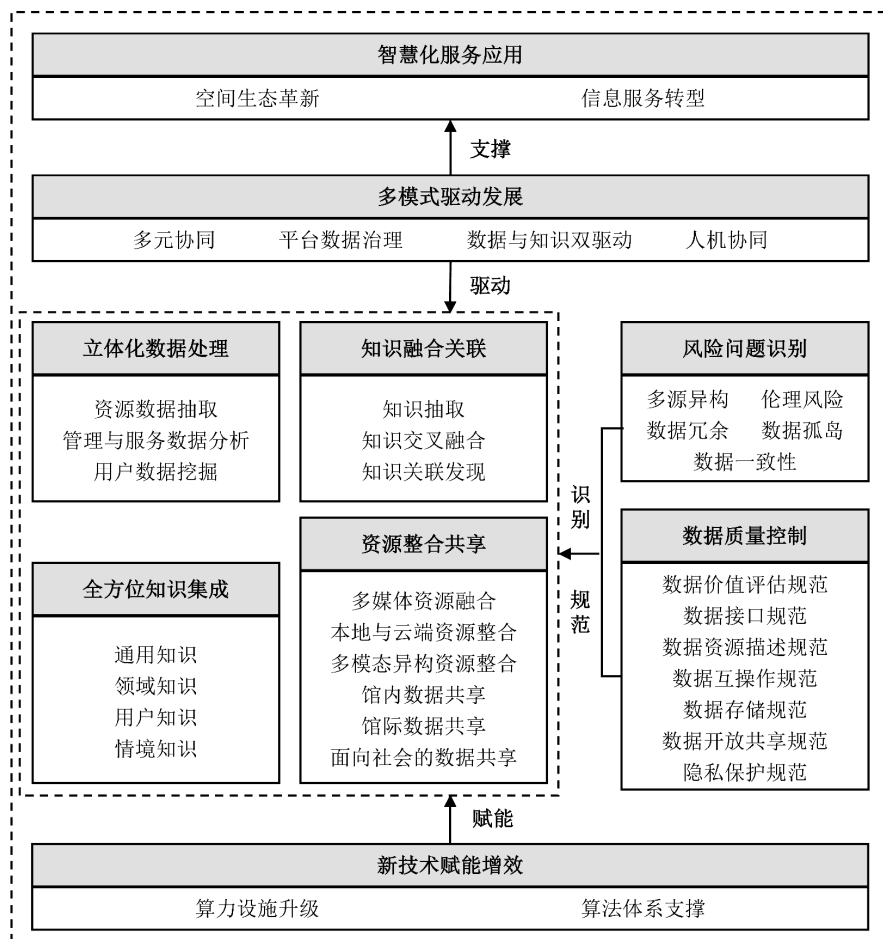 智慧化服务应用
空间生态革新 信息服务转型
支撑
多模式驱动发展
多元协同 平台数据治理 数据与知识双驱动 人机协同
驱动
立体化数据处理
资源数据抽取
管理与服务数据分析
用户数据挖掘
知识融合关联
知识抽取
知识交叉融合
知识关联发现
全方位知识集成
通用知识
领域知识
用户知识
情境知识
资源整合共享
多媒体资源融合
本地与云端资源整合
多模态异构资源整合
馆内数据共享
馆际数据共享
面向社会的数据共享
识别
规范
风险问题识别
多源异构 伦理风险
数据冗余 数据孤岛
数据一致性
数据质量控制
数据价值评估规范
数据接口规范
数据资源描述规范
数据互操作规范
数据存储规范
数据开放共享规范
隐私保护规范
赋能
新技术赋能增效
算力设施升级 算法体系支撑